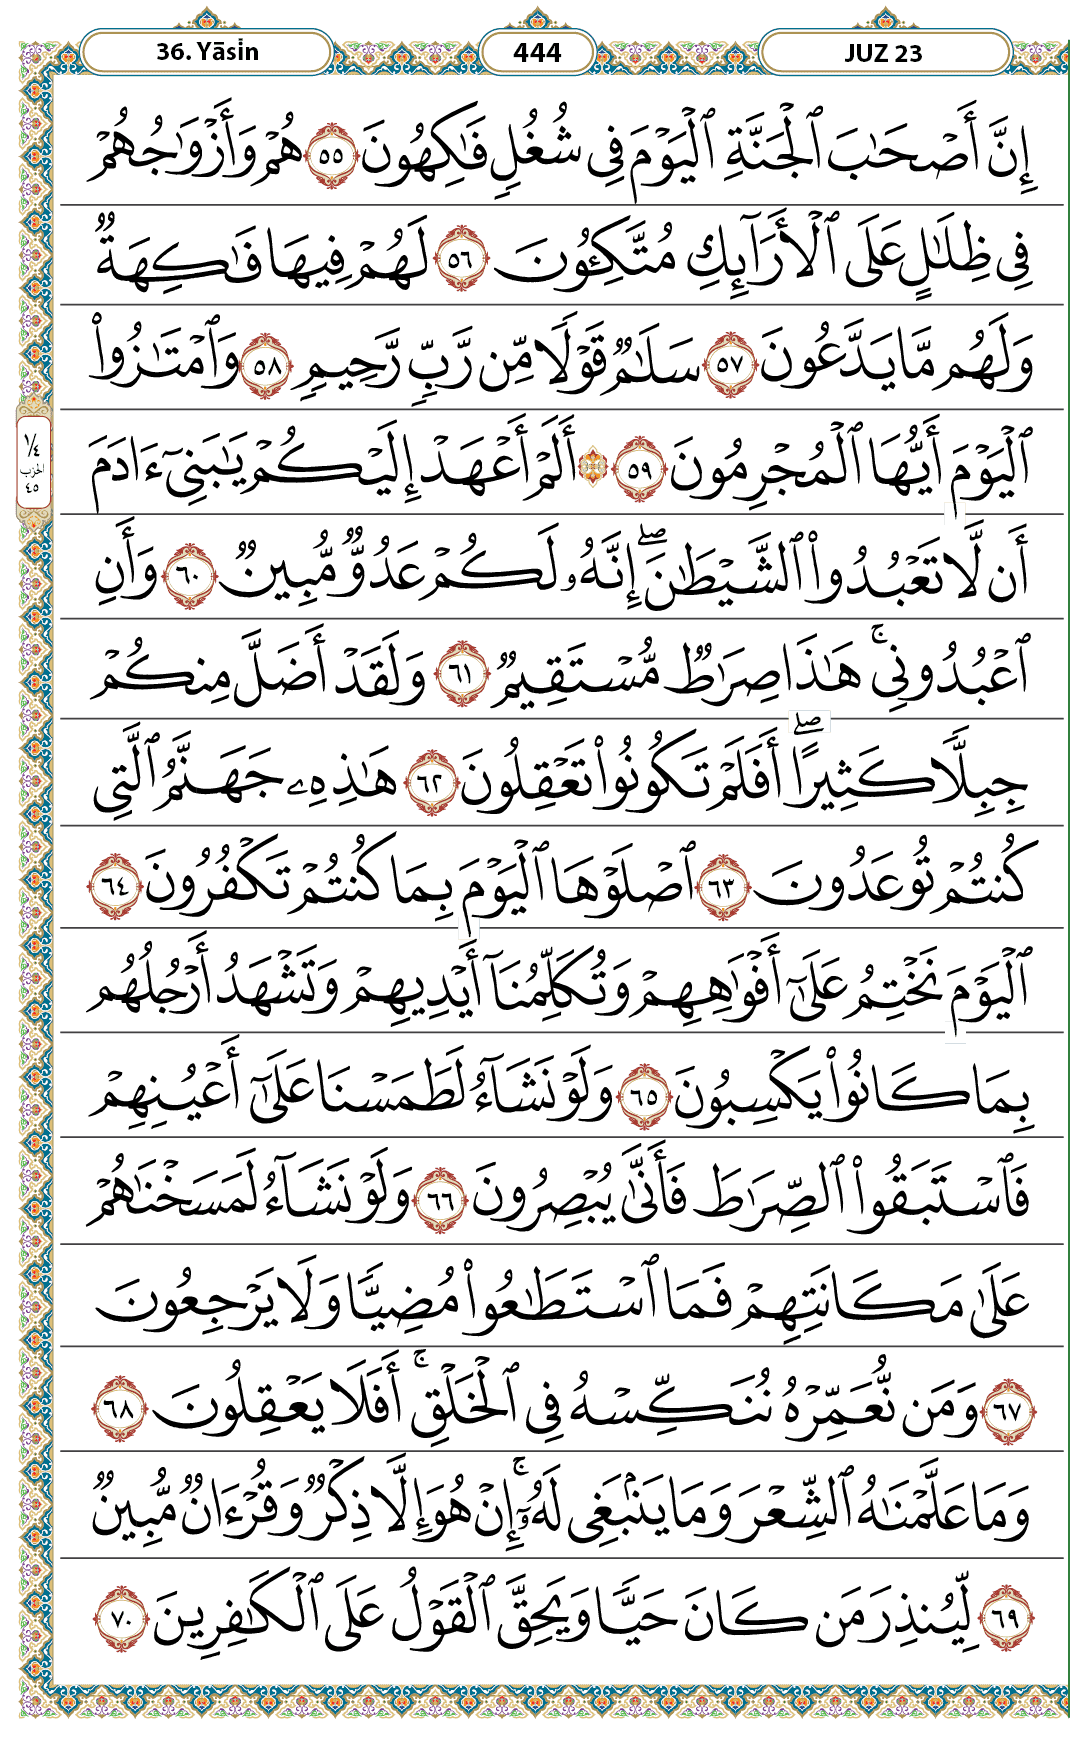 36. Yāsin
444
JUZ 23
إِنَّ أَصْحَٰبَ ٱلْجَنَّةِ ٱلْيَوْمَ فِى شُغُلٍ فَٰكِهُونَ ٥٥ هُمْ وَأَزْوَٰجُهُمْ
فِى ظِلَٰلٍ عَلَى ٱلْأَرَآئِكِ مُتَّكِـُٔونَ ٥٦ لَهُمْ فِيهَا فَٰكِهَةٌ
وَلَهُم مَّا يَدَّعُونَ ٥٧ سَلَٰمٌ قَوْلًا مِّن رَّبٍّ رَّحِيمٍ ٥٨ وَٱمْتَٰزُوا۟
ٱلْيَوْمَ أَيُّهَا ٱلْمُجْرِمُونَ ٥٩ ۞ أَلَمْ أَعْهَدْ إِلَيْكُمْ يَٰبَنِىٓ ءَادَمَ
١/٤
الحزب
٤٥
أَن لَّا تَعْبُدُوا۟ ٱلشَّيْطَٰنَ ۖ إِنَّهُۥ لَكُمْ عَدُوٌّ مُّبِينٌ ٦٠ وَأَنِ
ٱعْبُدُونِى ۚ هَٰذَا صِرَٰطٌ مُّسْتَقِيمٌ ٦١ وَلَقَدْ أَضَلَّ مِنكُمْ
جِبِلًّا كَثِيرًا ۖ أَفَلَمْ تَكُونُوا۟ تَعْقِلُونَ ٦٢ هَٰذِهِۦ جَهَنَّمُ ٱلَّتِى
كُنتُمْ تُوعَدُونَ ٦٣ ٱصْلَوْهَا ٱلْيَوْمَ بِمَا كُنتُمْ تَكْفُرُونَ ٦٤
ٱلْيَوْمَ نَخْتِمُ عَلَىٰٓ أَفْوَٰهِهِمْ وَتُكَلِّمُنَآ أَيْدِيهِمْ وَتَشْهَدُ أَرْجُلُهُم
بِمَا كَانُوا۟ يَكْسِبُونَ ٦٥ وَلَوْ نَشَآءُ لَطَمَسْنَا عَلَىٰٓ أَعْيُنِهِمْ
فَٱسْتَبَقُوا۟ ٱلصِّرَٰطَ فَأَنَّىٰ يُبْصِرُونَ ٦٦ وَلَوْ نَشَآءُ لَمَسَخْنَٰهُمْ
عَلَىٰ مَكَانَتِهِمْ فَمَا ٱسْتَطَٰعُوا۟ مُضِيًّا وَلَا يَرْجِعُونَ
٦٧ وَمَن نُّعَمِّرْهُ نُنَكِّسْهُ فِى ٱلْخَلْقِ ۚ أَفَلَا يَعْقِلُونَ ٦٨
وَمَا عَلَّمْنَٰهُ ٱلشِّعْرَ وَمَا يَنۢبَغِى لَهُۥٓ ۚ إِنْ هُوَ إِلَّا ذِكْرٌ وَقُرْءَانٌ مُّبِينٌ
٦٩ لِّيُنذِرَ مَن كَانَ حَيًّا وَيَحِقَّ ٱلْقَوْلُ عَلَى ٱلْكَٰفِرِينَ ٧٠